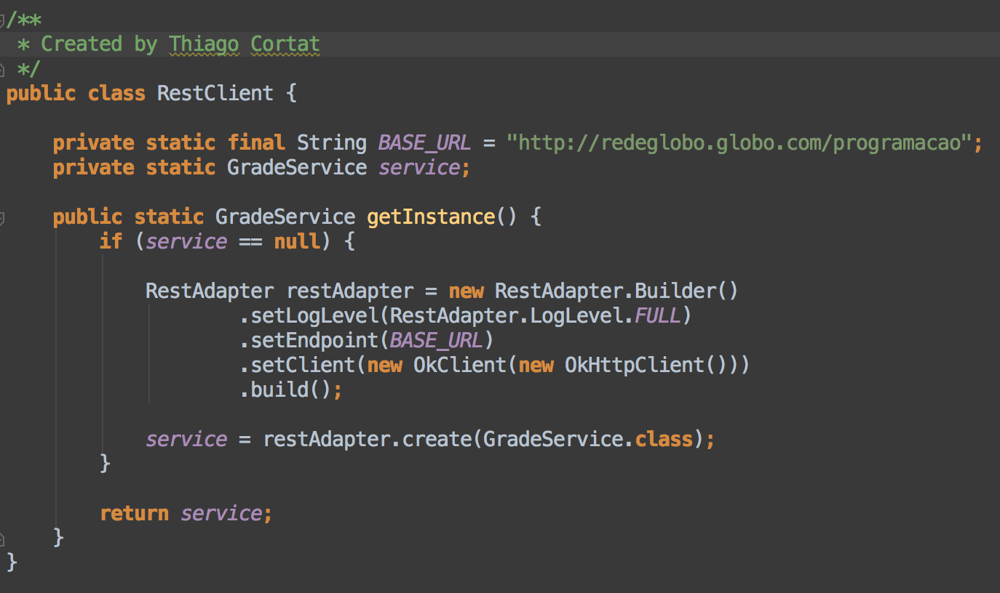 /**
 * Created by Thiago Cortat
 */
public class RestClient {
    private static final String BASE_URL = "http://redeglobo.globo.com/programacao";
    private static GradeService service;
    public static GradeService getInstance() {
        if (service == null) {
            RestAdapter restAdapter = new RestAdapter.Builder()
                    .setLogLevel(RestAdapter.LogLevel.FULL)
                    .setEndpoint(BASE_URL)
                    .setClient(new OkClient(new OkHttpClient()))
                    .build();
            service = restAdapter.create(GradeService.class);
        }
        return service;
    }
}